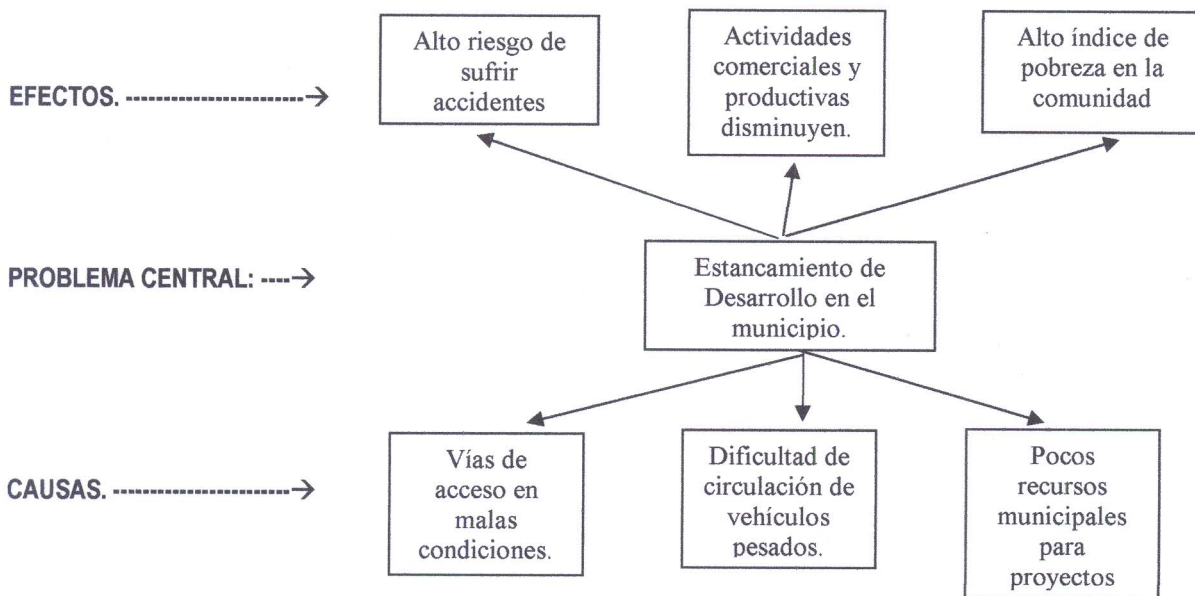 EFECTOS. ----------------------→
Alto riesgo de
sufrir
accidentes
Actividades
comerciales y
productivas
disminuyen.
Alto índice de
pobreza en la
comunidad
PROBLEMA CENTRAL: ----→
Estancamiento de
Desarrollo en el
municipio.
CAUSAS. -------------------------→
Vías de
acceso en
malas
condiciones.
Dificultad de
circulación de
vehículos
pesados.
Pocos
recursos
municipales
para
proyectos